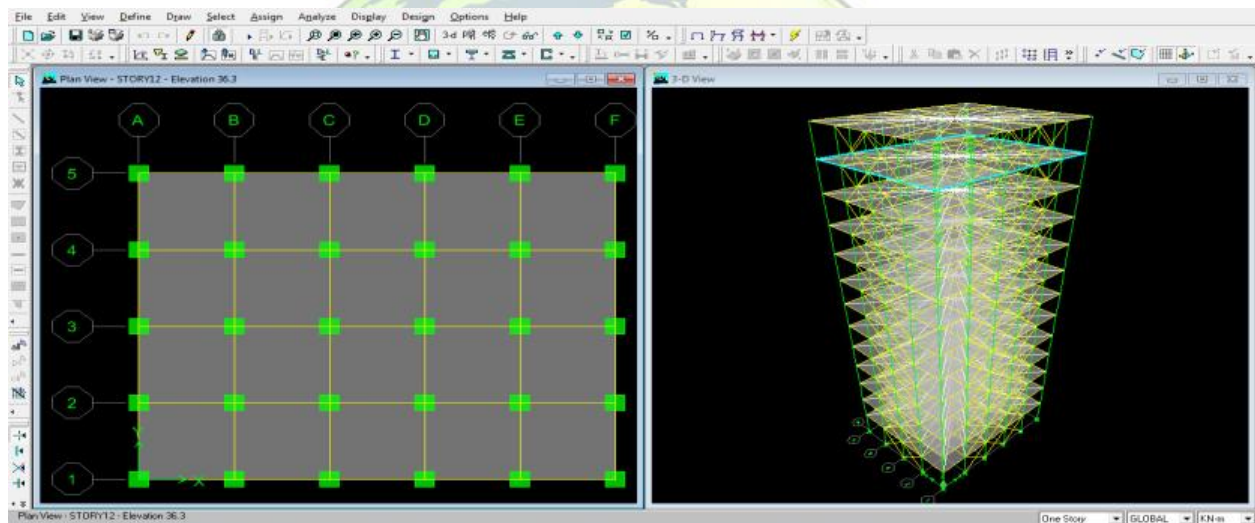 File Edit View Define Draw Select Assign Analyze Display Design Options Help
3-d
Plan View - STORY12 - Elevation 36.3
3-D View
A B C D E F
5
4
3
2
1
Y
X
Plan View - STORY12 - Elevation 36.3
One Story GLOBAL KN-m